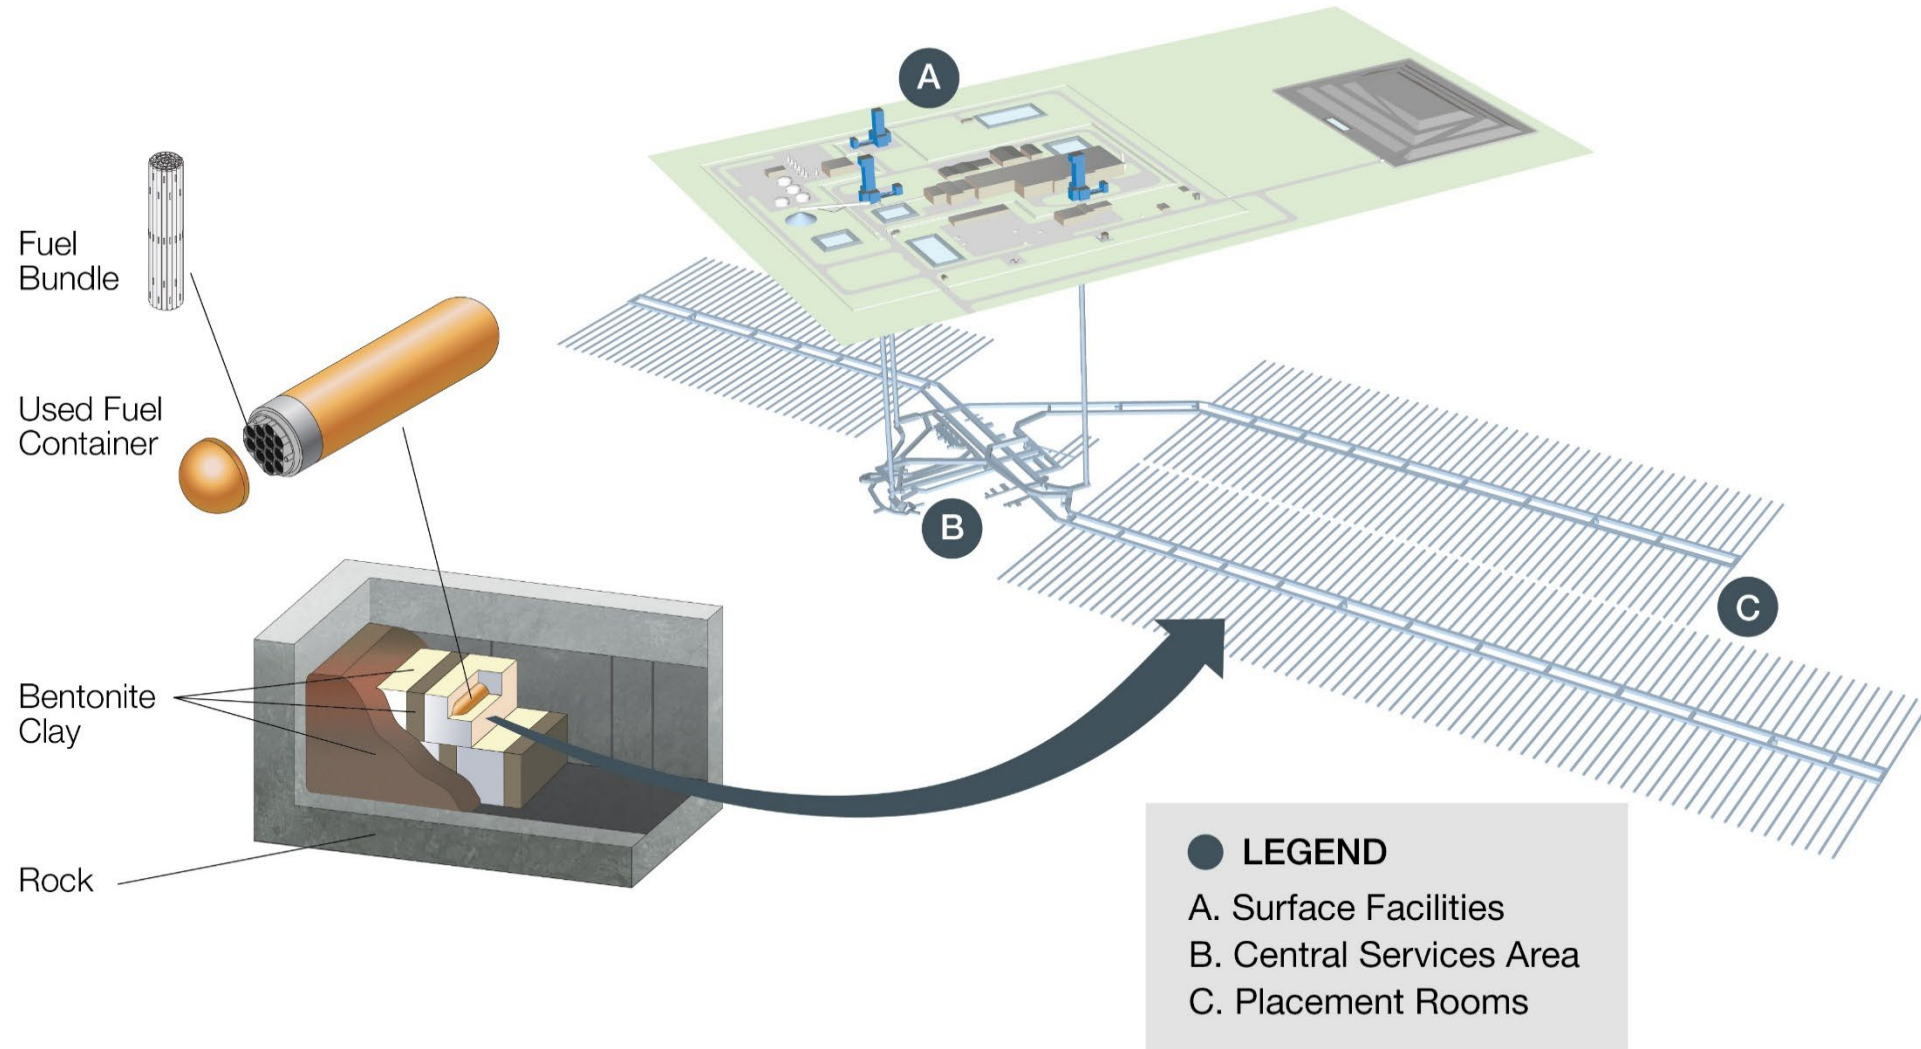 A
Fuel
Bundle
Used Fuel
Container
B
C
Bentonite
Clay
Rock
LEGEND
A. Surface Facilities
B. Central Services Area
C. Placement Rooms